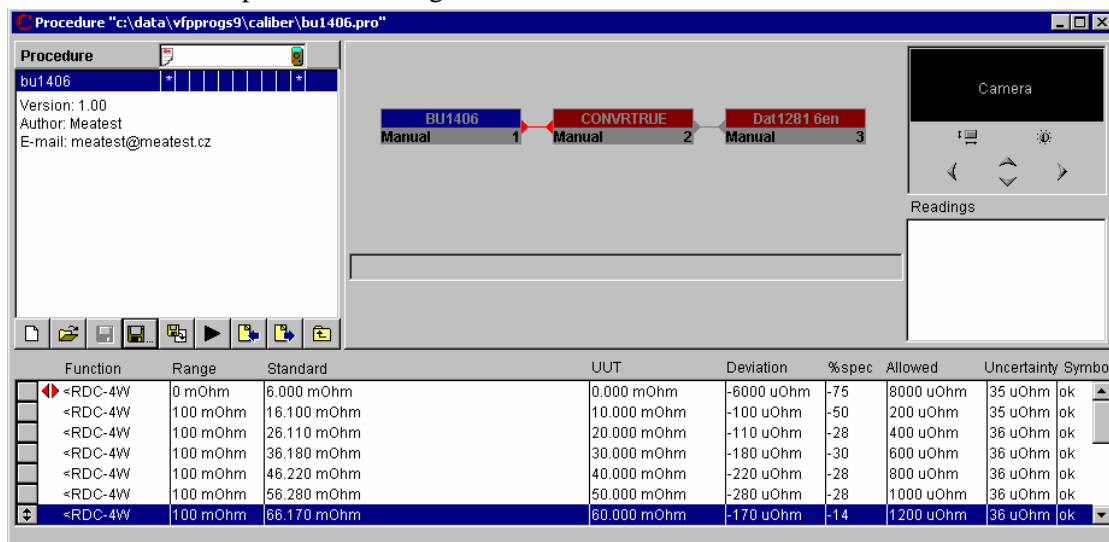 Procedure "c:\data\vfpprogs9\caliber\bu1406.pro"
Procedure
bu1406 * *
Version: 1.00
Author: Meatest
E-mail: meatest@meatest.cz
BU1406
Manual 1
CONVRTRUE
Manual 2
Dat1281 6en
Manual 3
Camera
Readings
Function Range Standard UUT Deviation %spec Allowed Uncertainty Symbo
<RDC-4W 0 mOhm 6.000 mOhm 0.000 mOhm -6000 uOhm -75 8000 uOhm 35 uOhm ok
<RDC-4W 100 mOhm 16.100 mOhm 10.000 mOhm -100 uOhm -50 200 uOhm 35 uOhm ok
<RDC-4W 100 mOhm 26.110 mOhm 20.000 mOhm -110 uOhm -28 400 uOhm 36 uOhm ok
<RDC-4W 100 mOhm 36.180 mOhm 30.000 mOhm -180 uOhm -30 600 uOhm 36 uOhm ok
<RDC-4W 100 mOhm 46.220 mOhm 40.000 mOhm -220 uOhm -28 800 uOhm 36 uOhm ok
<RDC-4W 100 mOhm 56.280 mOhm 50.000 mOhm -280 uOhm -28 1000 uOhm 36 uOhm ok
<RDC-4W 100 mOhm 66.170 mOhm 60.000 mOhm -170 uOhm -14 1200 uOhm 36 uOhm ok